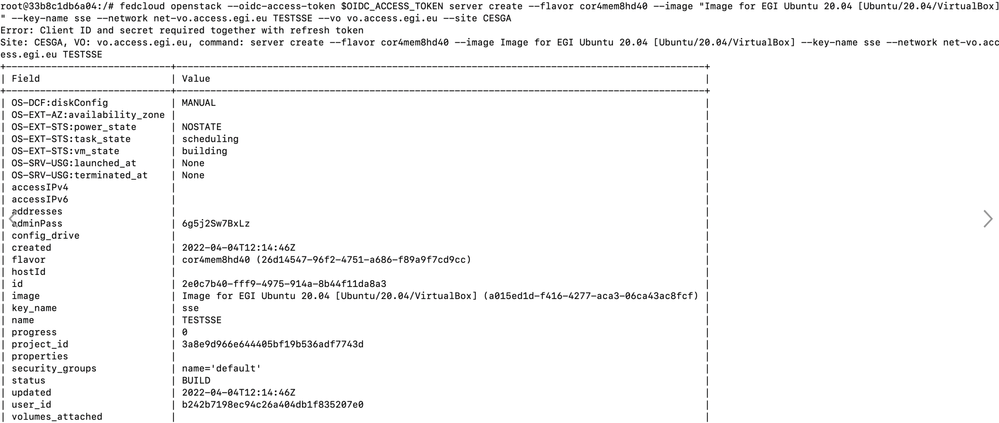 root@33b8c1db6a04:/# fedcloud openstack --oidc-access-token $OIDC_ACCESS_TOKEN server create --flavor cor4mem8hd40 --image "Image for EGI Ubuntu 20.04 [Ubuntu/20.04/VirtualBox]
" --key-name sse --network net-vo.access.egi.eu TESTSSE --vo vo.access.egi.eu --site CESGA
Error: Client ID and secret required together with refresh token
Site: CESGA, VO: vo.access.egi.eu, command: server create --flavor cor4mem8hd40 --image Image for EGI Ubuntu 20.04 [Ubuntu/20.04/VirtualBox] --key-name sse --network net-vo.acc
ess.egi.eu TESTSSE
+-----------------------------+---------------------------------------------------------------------------------------------+
| Field | Value |
+-----------------------------+---------------------------------------------------------------------------------------------+
| OS-DCF:diskConfig | MANUAL |
| OS-EXT-AZ:availability_zone | |
| OS-EXT-STS:power_state | NOSTATE |
| OS-EXT-STS:task_state | scheduling |
| OS-EXT-STS:vm_state | building |
| OS-SRV-USG:launched_at | None |
| OS-SRV-USG:terminated_at | None |
| accessIPv4 | |
| accessIPv6 | |
| addresses | |
| adminPass | 6g5j2Sw7BxLz |
| config_drive | |
| created | 2022-04-04T12:14:46Z |
| flavor | cor4mem8hd40 (26d14547-96f2-4751-a686-f89a9f7cd9cc) |
| hostId | |
| id | 2e0c7b40-fff9-4975-914a-8b44f11da8a3 |
| image | Image for EGI Ubuntu 20.04 [Ubuntu/20.04/VirtualBox] (a015ed1d-f416-4277-aca3-06ca43ac8fcf) |
| key_name | sse |
| name | TESTSSE |
| progress | 0 |
| project_id | 3a8e9d966e644405bf19b536adf7743d |
| properties | |
| security_groups | name='default' |
| status | BUILD |
| updated | 2022-04-04T12:14:46Z |
| user_id | b242b7198ec94c26a404db1f835207e0 |
| volumes_attached | |